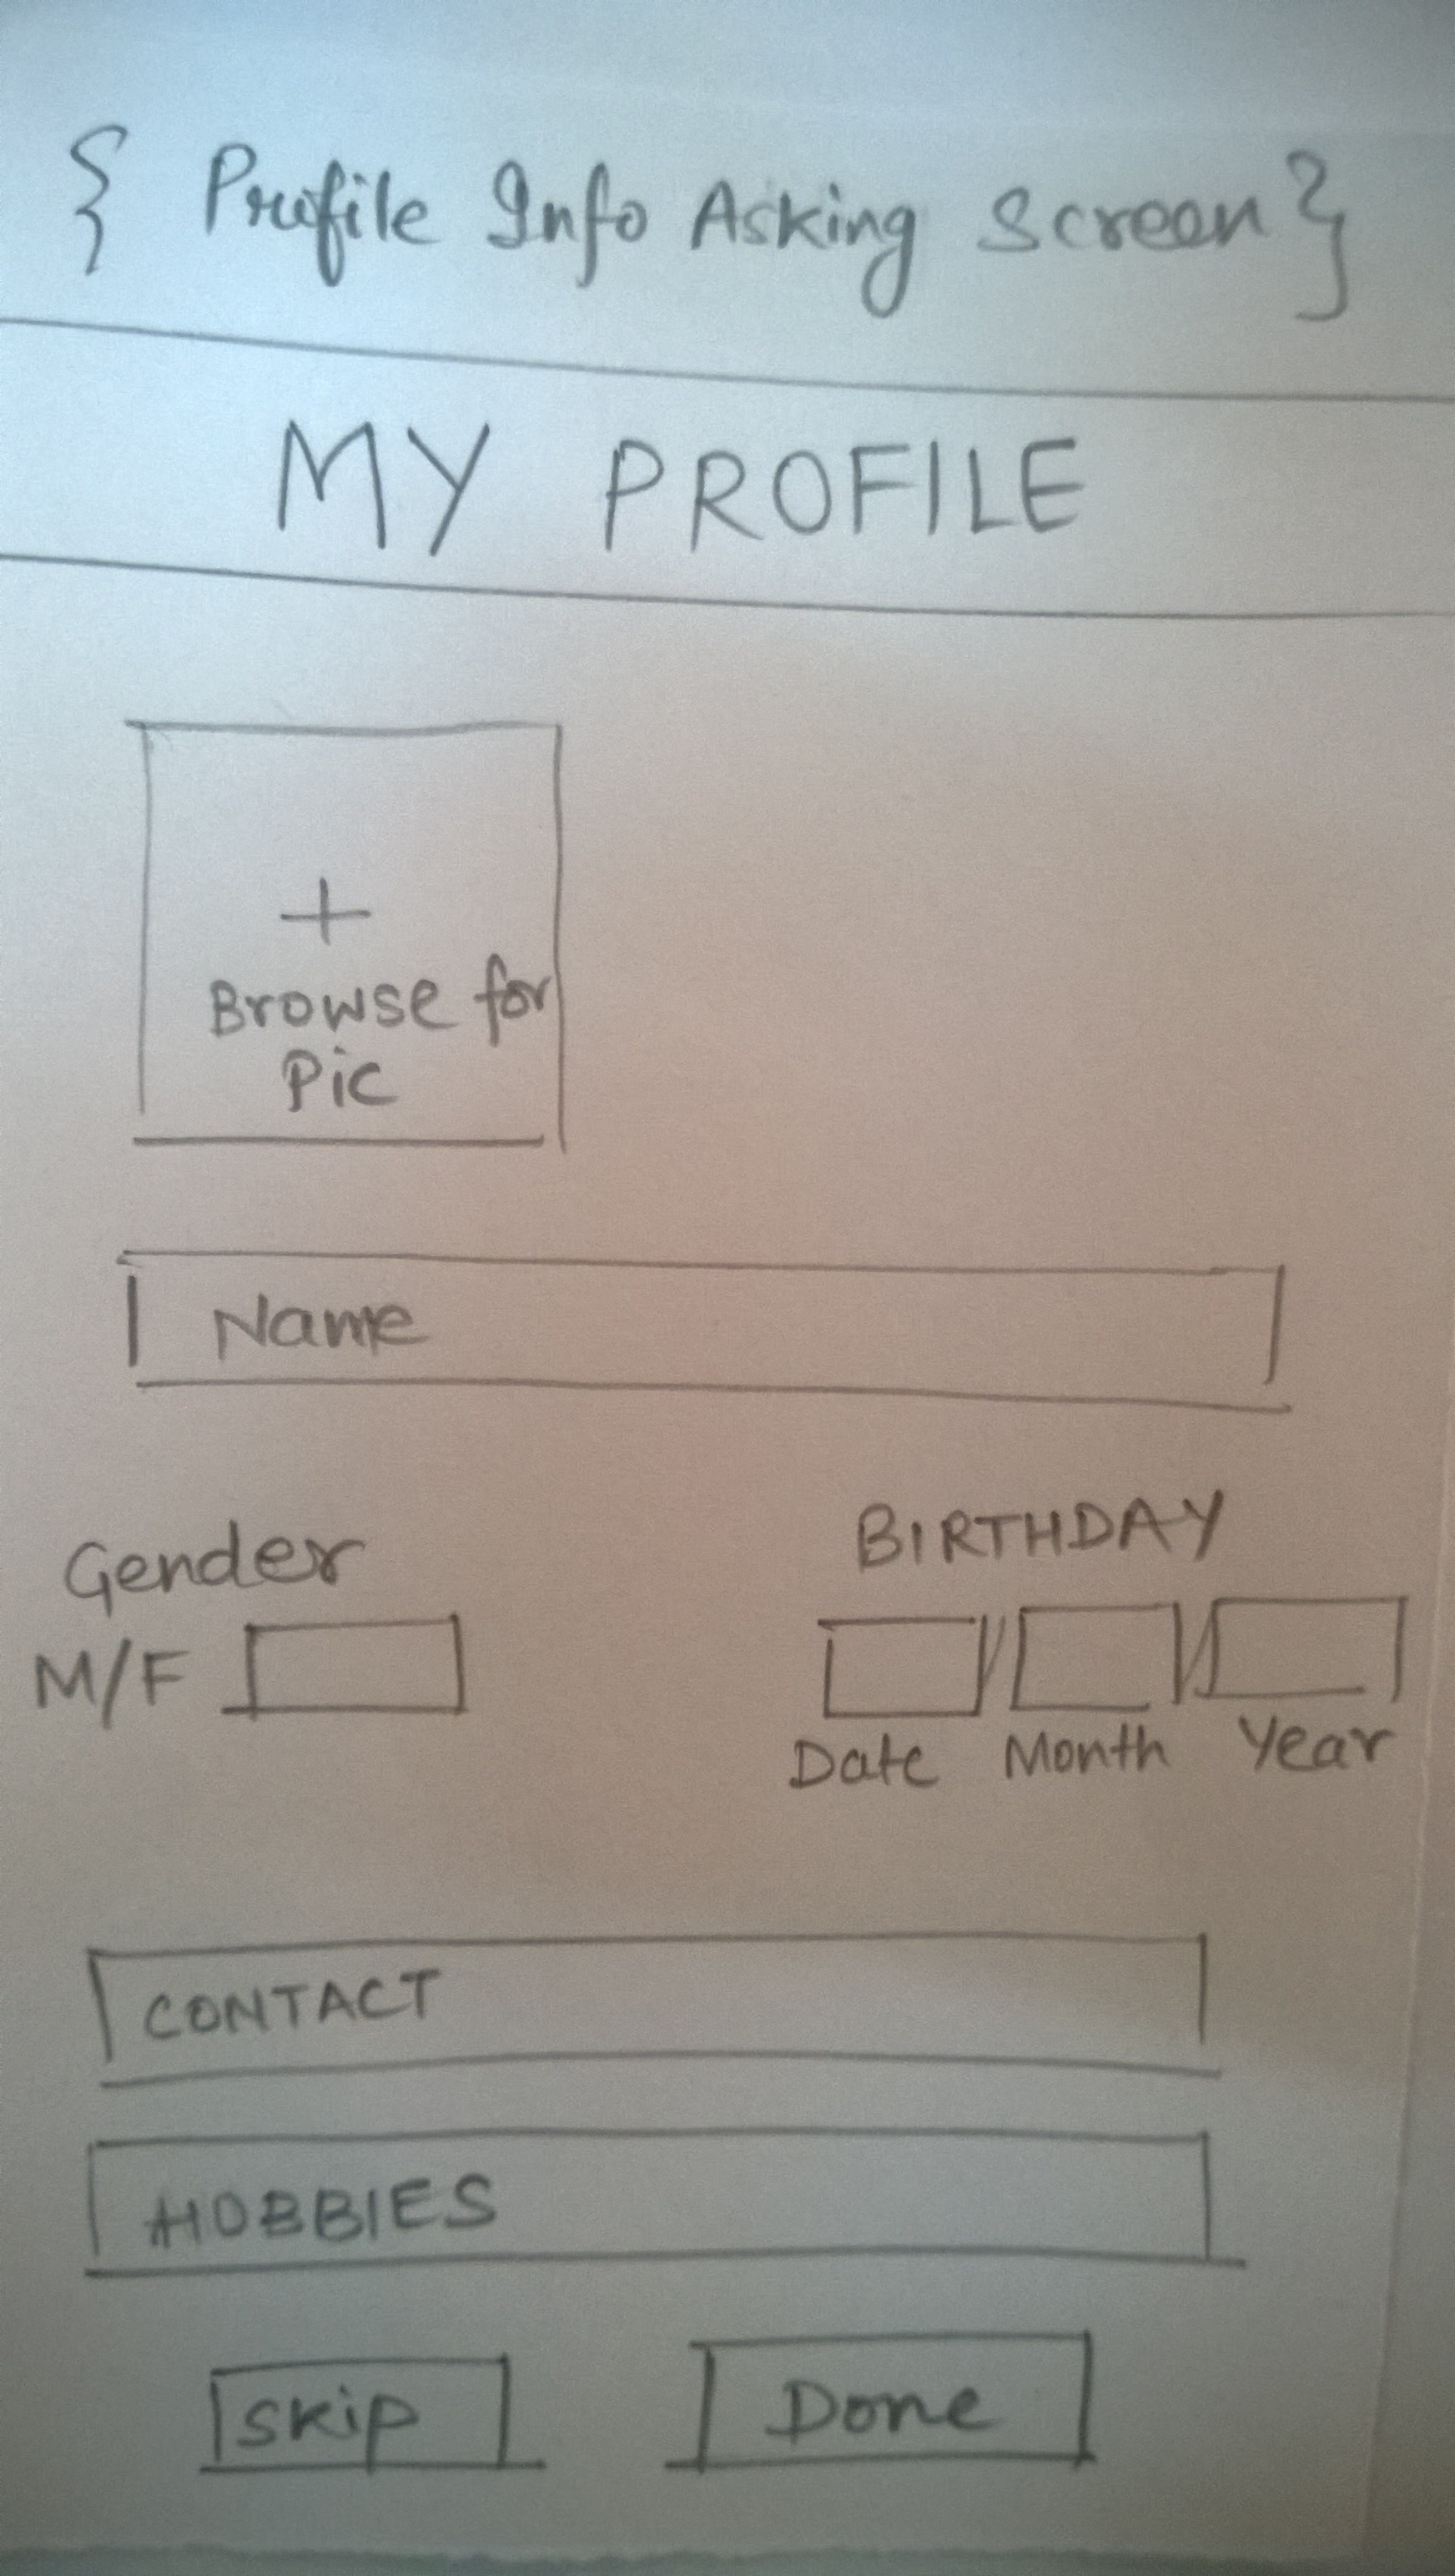 { Profile Info Asking Screen }
MY PROFILE
+
Browse for
Pic
Name
Gender
M/F
BIRTHDAY
Date Month Year
CONTACT
HOBBIES
Skip Done